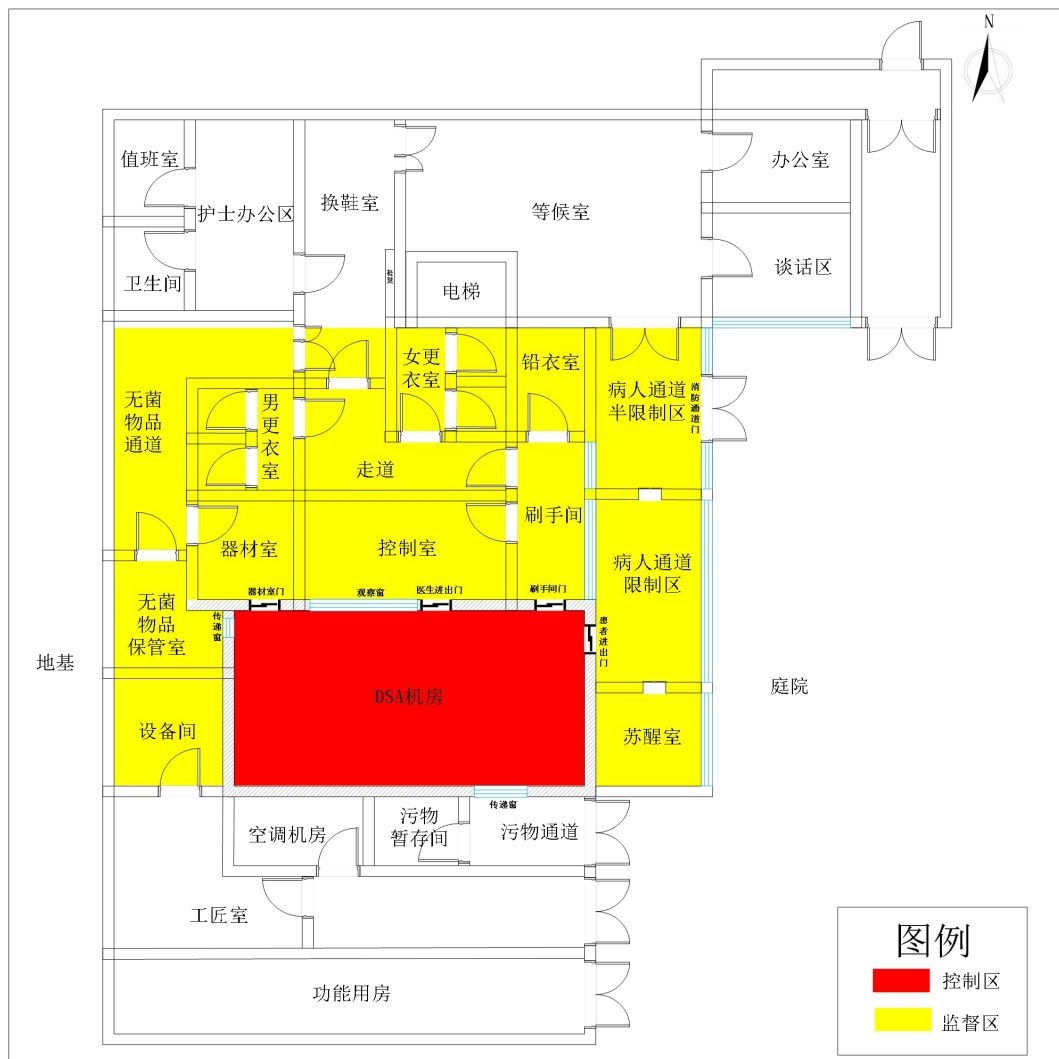 N
值班室
护士办公区
换鞋室
等候室
办公室
卫生间
谈话区
鞋柜
电梯
无菌
物品
通道
男
更
衣
室
女更
衣室
铅衣室
病人通道
半限制区
消防通道门
走道
刷手间
器材室
控制室
病人通道
限制区
器材室门
观察窗
医生进出门
刷手间门
无菌
物品
保管室
传递窗
患者进出门
地基
DSA机房
庭院
设备间
苏醒室
传递窗
空调机房
污物
暂存间
污物通道
工匠室
功能用房
图例
控制区
监督区